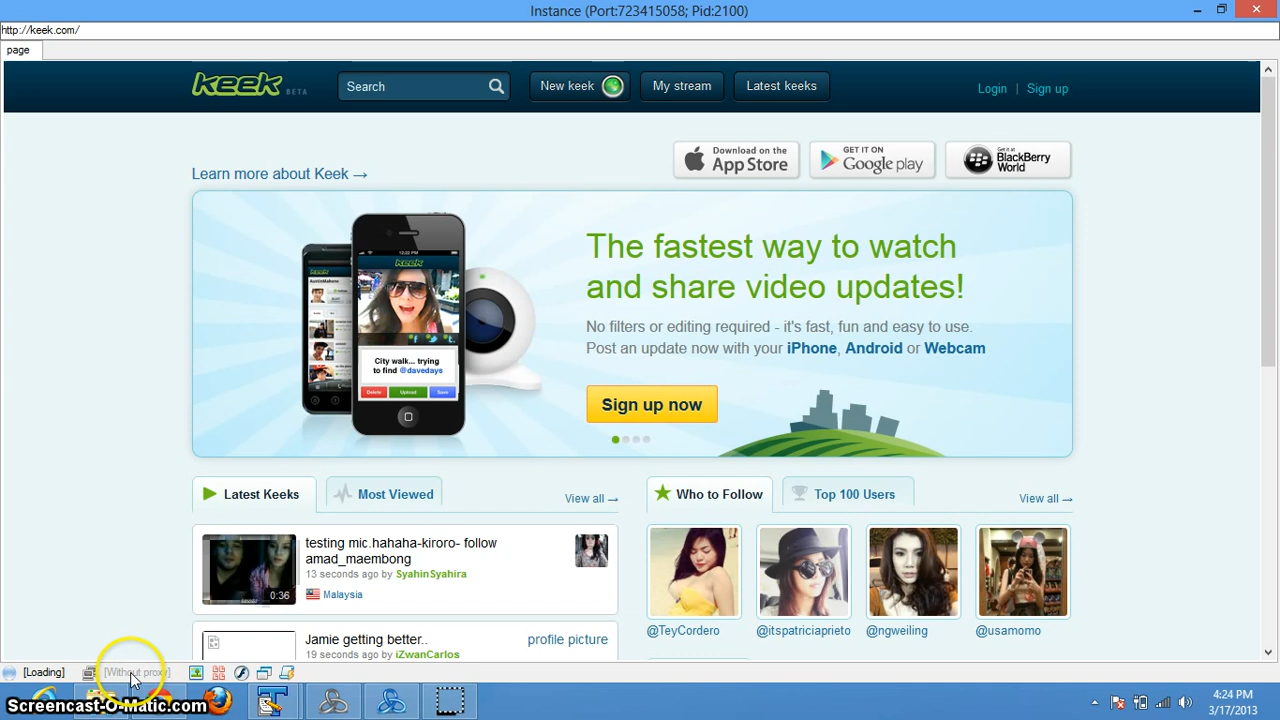 Instance (Port:723415058; Pid:2100)
http://keek.com/
page
keek BETA
Search
New keek
My stream
Latest keeks
Login | Sign up
Learn more about Keek →
Download on the
App Store
GET IT ON
Google play
Get it at
BlackBerry
World
The fastest way to watch
and share video updates!
No filters or editing required - it's fast, fun and easy to use.
Post an update now with your iPhone, Android or Webcam
Sign up now
keek
City walk... trying
to find @davedays
Delete
Upload
Save
Latest Keeks
Most Viewed
View all →
Who to Follow
Top 100 Users
View all →
testing mic.hahaha-kiroro- follow
amad_maembong
13 seconds ago by SyahinSyahira
0:36
Malaysia
Jamie getting better..
profile picture
19 seconds ago by iZwanCarlos
@TeyCordero
@itspatriciaprieto
@ngweiling
@usamomo
[Loading]
[Without proxy]
Screencast-O-Matic.com
4:24 PM
3/17/2013